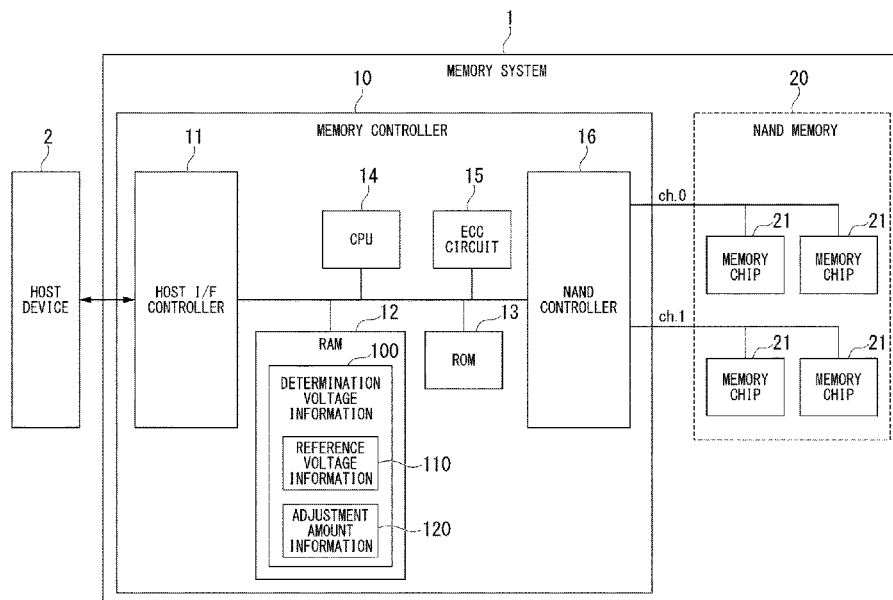 1
MEMORY SYSTEM
10
MEMORY CONTROLLER
20
NAND MEMORY
2
HOST
DEVICE
11
HOST I/F
CONTROLLER
14
CPU
15
ECC
CIRCUIT
16
NAND
CONTROLLER
ch.0
21
MEMORY
CHIP
21
MEMORY
CHIP
ch.1
21
MEMORY
CHIP
21
MEMORY
CHIP
12
RAM
13
ROM
100
DETERMINATION
VOLTAGE
INFORMATION
REFERENCE
VOLTAGE
INFORMATION
110
ADJUSTMENT
AMOUNT
INFORMATION
120